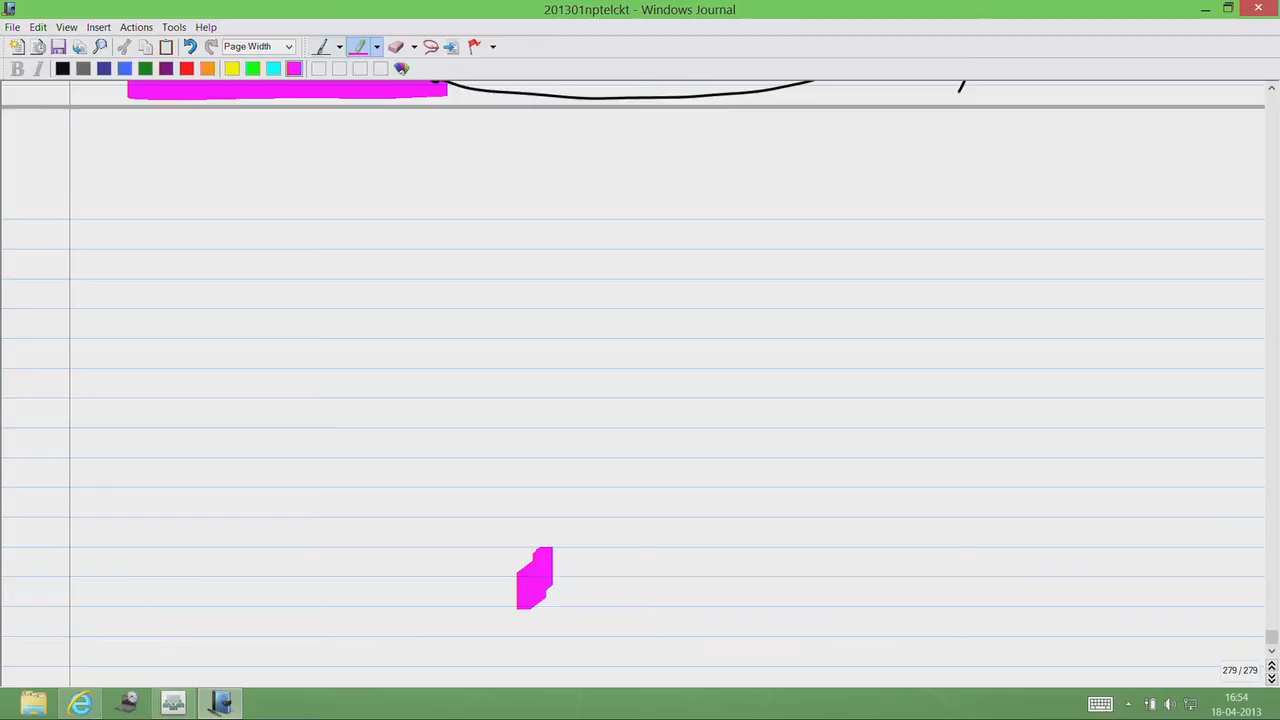 201301nptelckt - Windows Journal
File Edit View Insert Actions Tools Help
Page Width
B I
279 / 279
16:54
18-04-2013